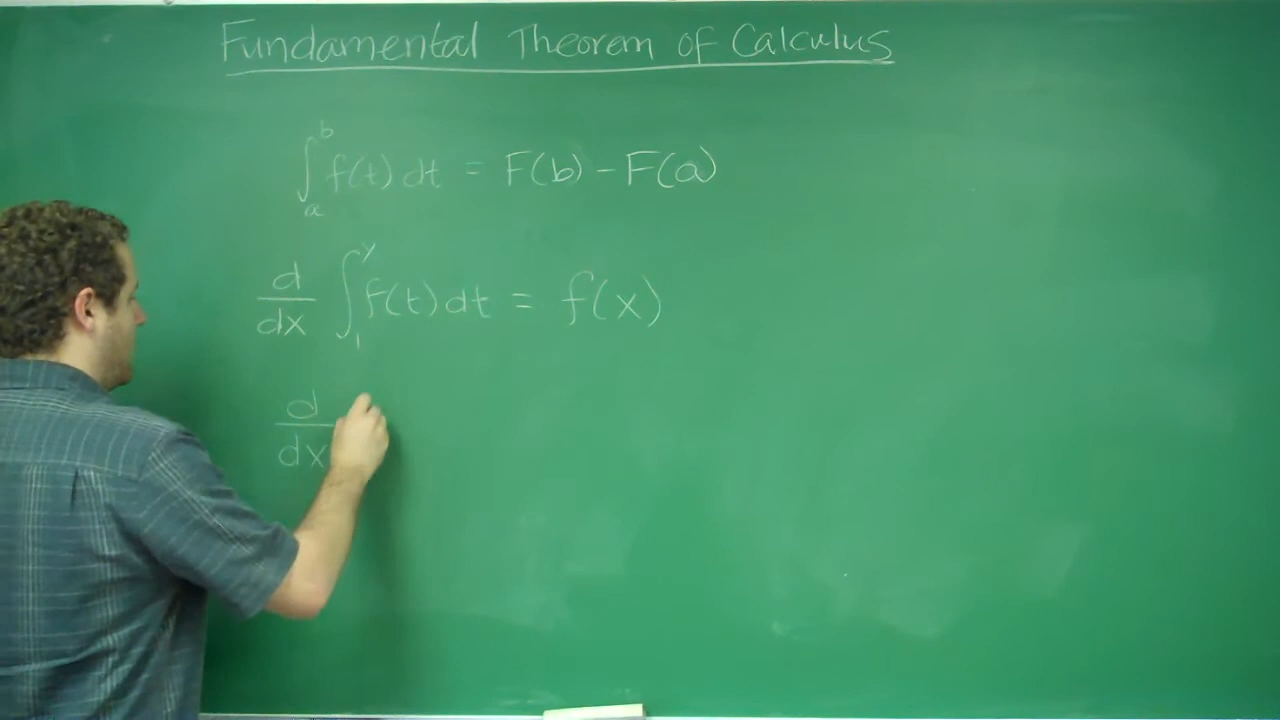 Fundamental Theorem of Calculus
∫_a^b f(t) dt = F(b) - F(a)
d/dx ∫_1^x f(t) dt = f(x)
d/dx